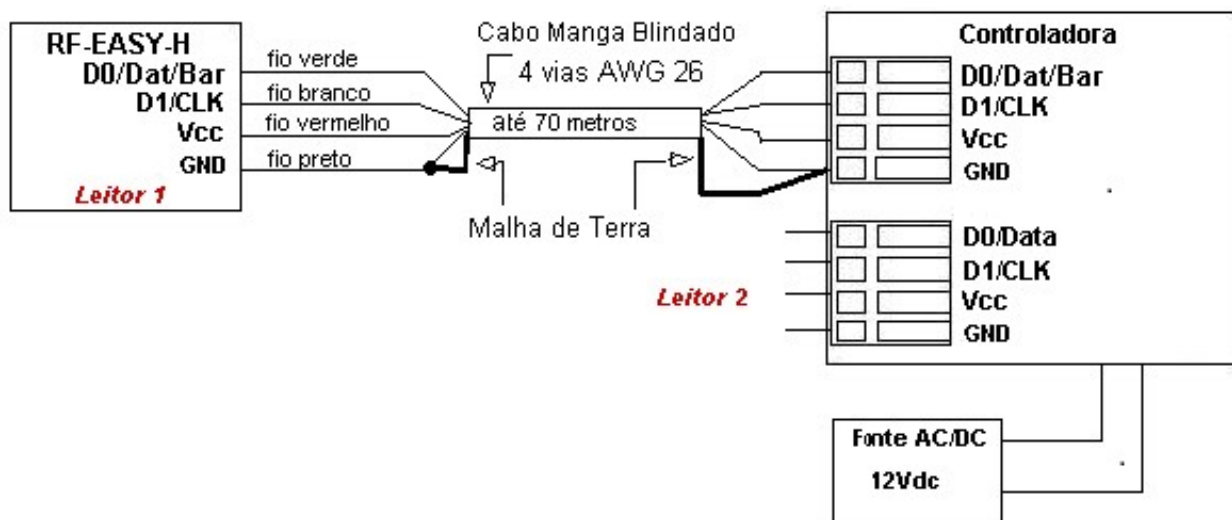 RF-EASY-H
D0/Dat/Bar
D1/CLK
Vcc
GND
Leitor 1
fio verde
fio branco
fio vermelho
fio preto
Cabo Manga Blindado
4 vias AWG 26
até 70 metros
Malha de Terra
Controladora
D0/Dat/Bar
D1/CLK
Vcc
GND
Leitor 2
D0/Data
D1/CLK
Vcc
GND
Fonte AC/DC
12Vdc